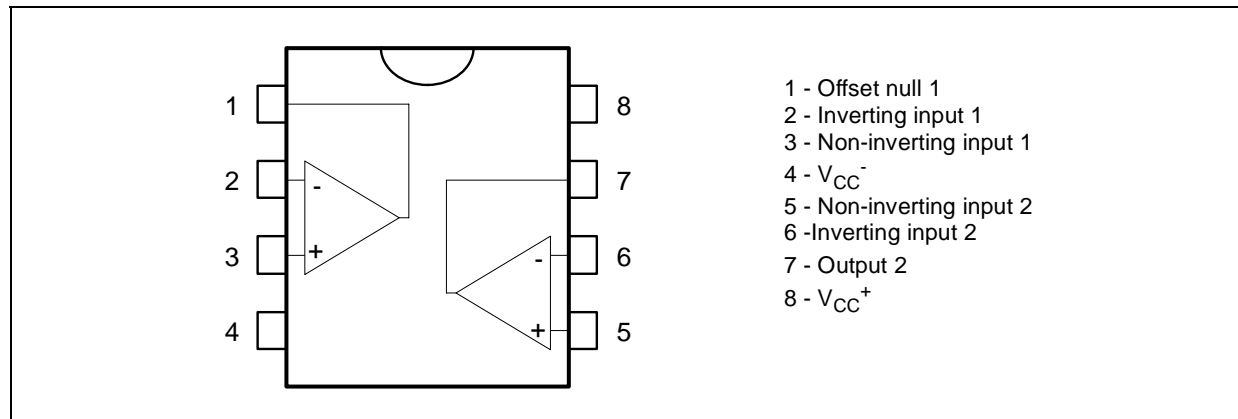 1
2
3
4
-
+
8
7
6
5
-
+
1 - Offset null 1
2 - Inverting input 1
3 - Non-inverting input 1
4 - VCC-
5 - Non-inverting input 2
6 -Inverting input 2
7 - Output 2
8 - VCC+